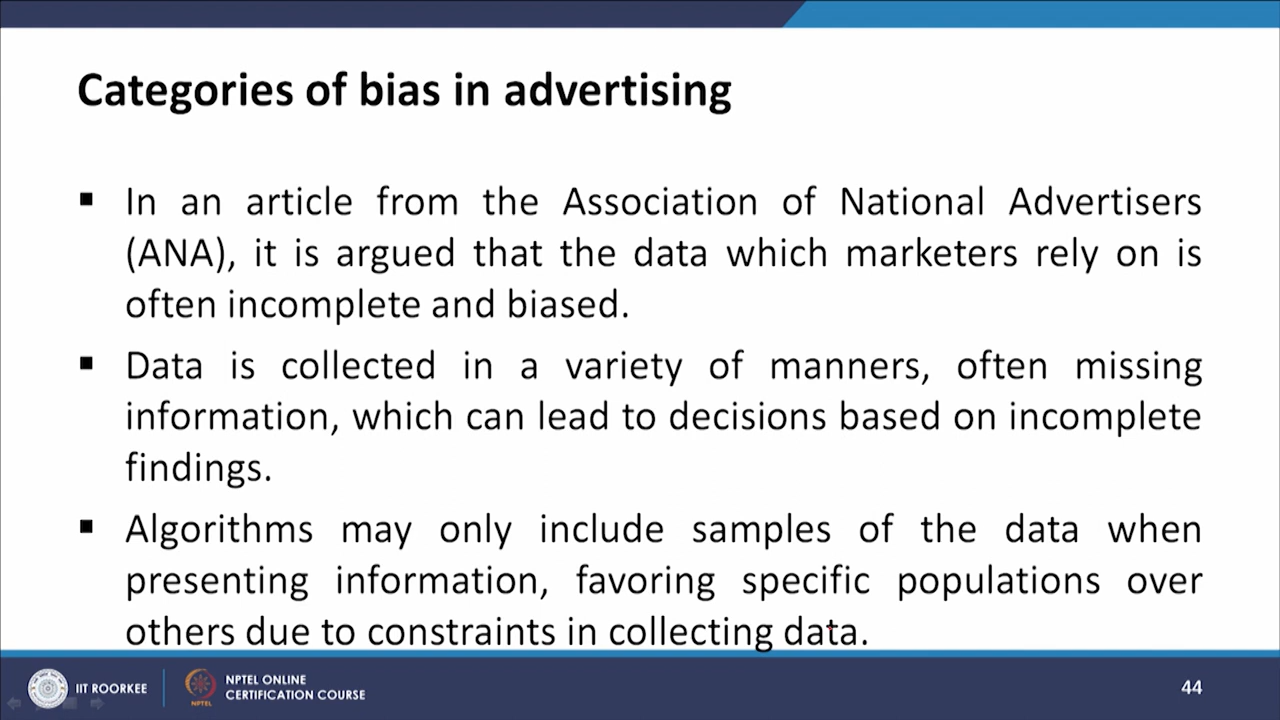 Categories of bias in advertising
▪ In an article from the Association of National Advertisers
(ANA), it is argued that the data which marketers rely on is
often incomplete and biased.
▪ Data is collected in a variety of manners, often missing
information, which can lead to decisions based on incomplete
findings.
▪ Algorithms may only include samples of the data when
presenting information, favoring specific populations over
others due to constraints in collecting data.
IIT ROORKEE
NPTEL
NPTEL ONLINE
CERTIFICATION COURSE
44